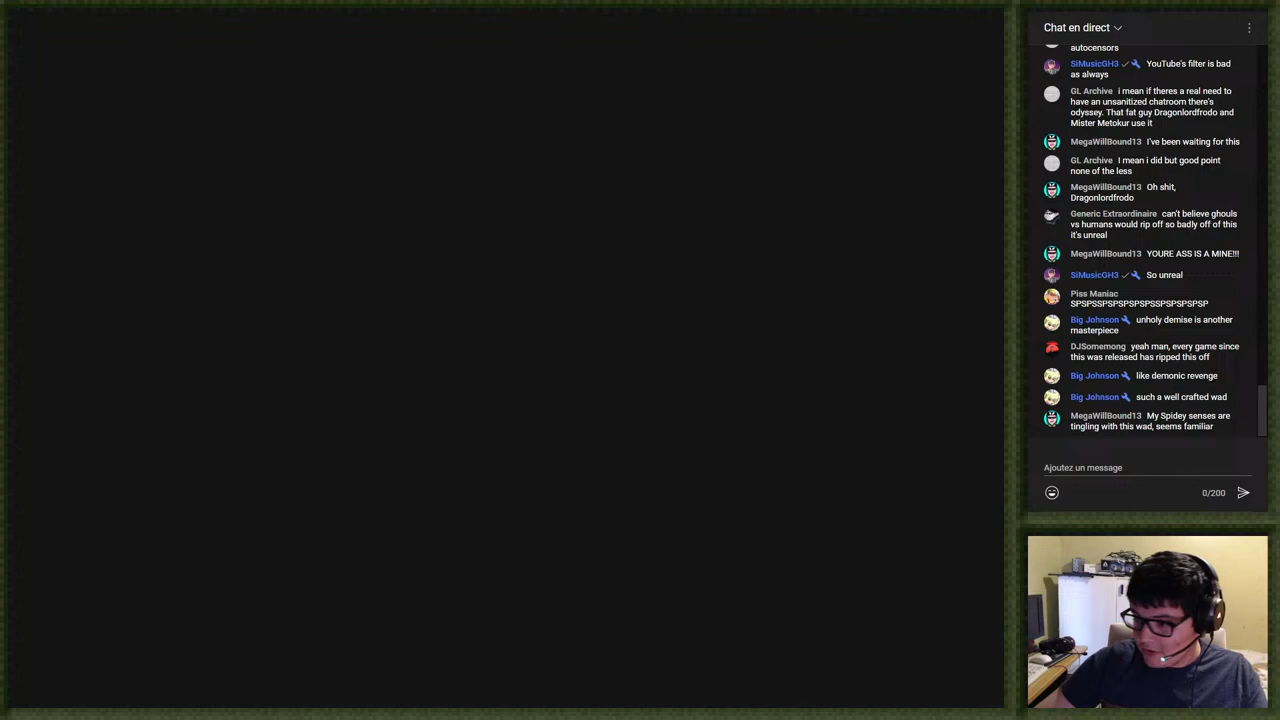 Chat en direct
autocensors
SiMusicGH3 YouTube's filter is bad
as always
GL Archive i mean if theres a real need to
have an unsanitized chatroom there's
odyssey. That fat guy Dragonlordfrodo and
Mister Metokur use it
MegaWillBound13 I've been waiting for this
GL Archive I mean i did but good point
none of the less
MegaWillBound13 Oh shit,
Dragonlordfrodo
Generic Extraordinaire can't believe ghouls
vs humans would rip off so badly off of this
it's unreal
MegaWillBound13 YOURE ASS IS A MINE!!!
SiMusicGH3 So unreal
Piss Maniac
SPSPSSPSPSPSPSPSSPSPSPSPSP
Big Johnson unholy demise is another
masterpiece
DJSomemong yeah man, every game since
this was released has ripped this off
Big Johnson like demonic revenge
Big Johnson such a well crafted wad
MegaWillBound13 My Spidey senses are
tingling with this wad, seems familiar
Ajoutez un message
0/200